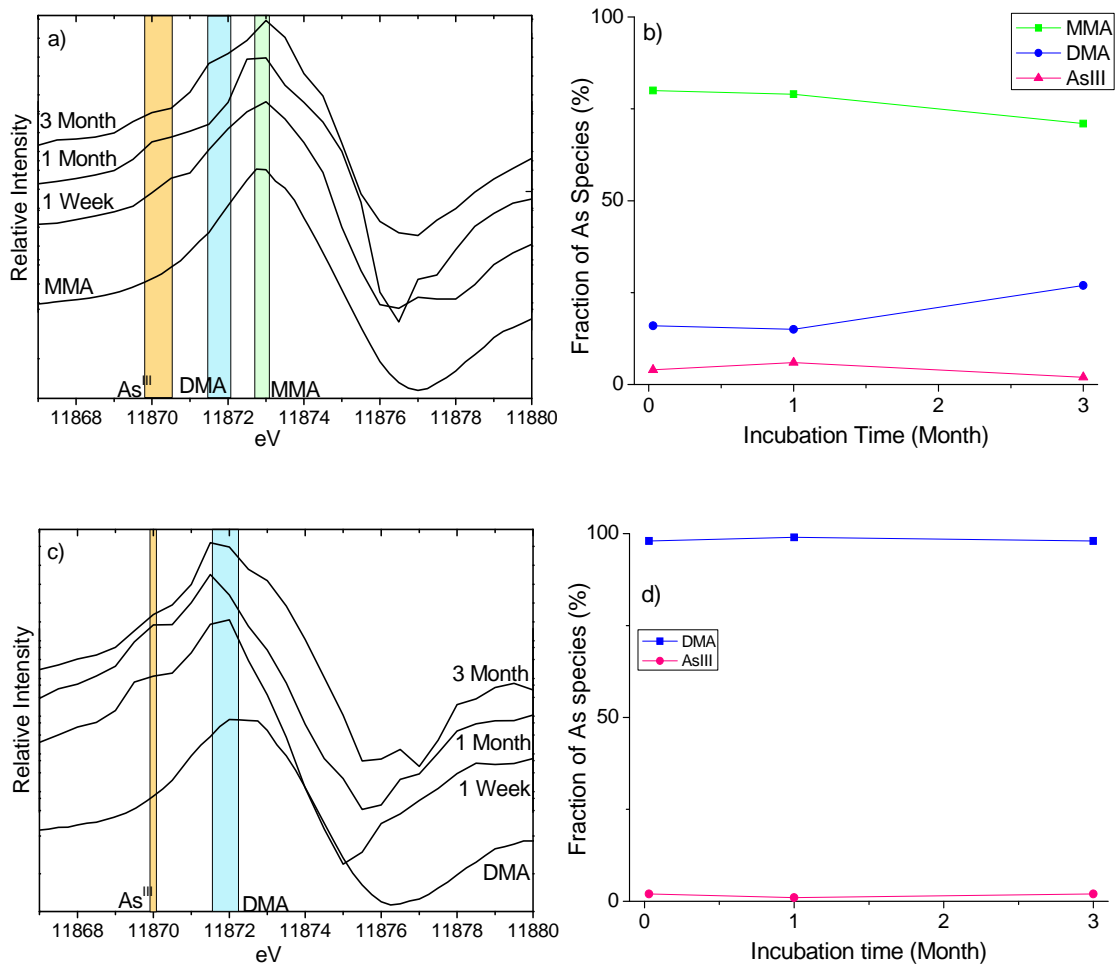 a)
3 Month
1 Month
1 Week
MMA
As^III
DMA
MMA
11868 11870 11872 11874 11876 11878 11880
eV
Relative Intensity
b)
MMA
DMA
AsIII
100
50
0
0 1 2 3
Incubation Time (Month)
Fraction of As Species (%)
c)
3 Month
1 Month
1 Week
DMA
As^III
DMA
11868 11870 11872 11874 11876 11878 11880
eV
Relative Intensity
d)
DMA
AsIII
100
50
0
0 1 2 3
Incubation time (Month)
Fraction of As species (%)